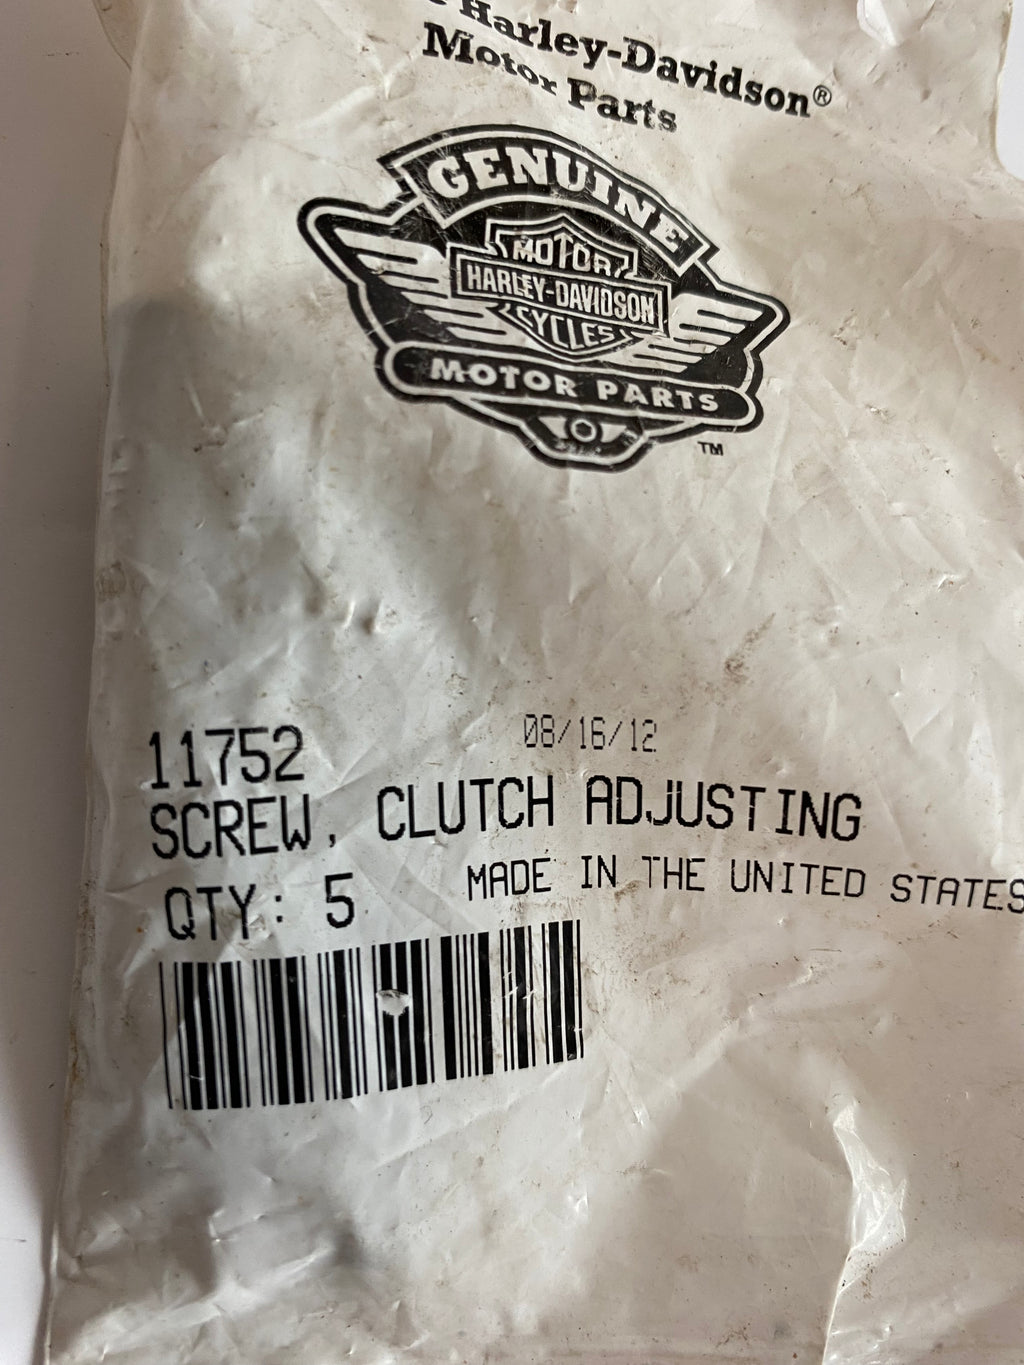 Harley-Davidson®
Motor Parts
GENUINE
MOTOR
HARLEY-DAVIDSON
CYCLES
MOTOR PARTS
TM
08/16/12
11752
SCREW, CLUTCH ADJUSTING
QTY: 5 MADE IN THE UNITED STATES